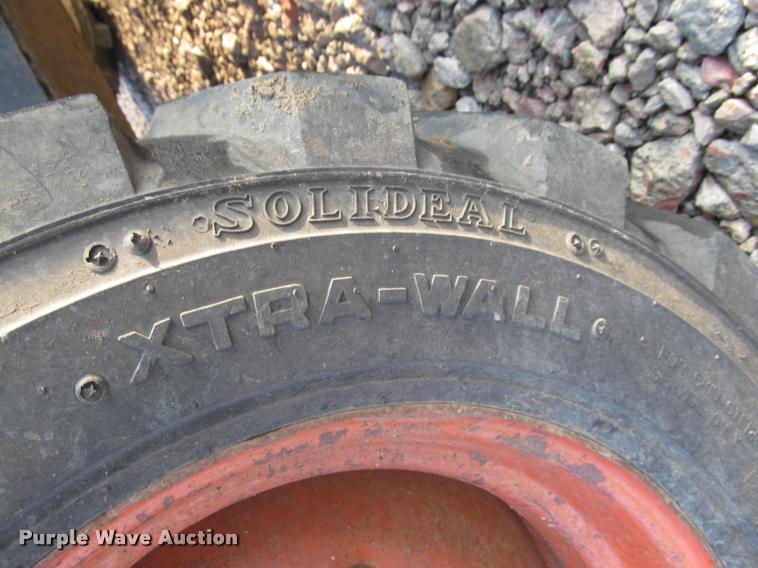 SOLIDEAL
XTRA-WALL
Purple Wave Auction